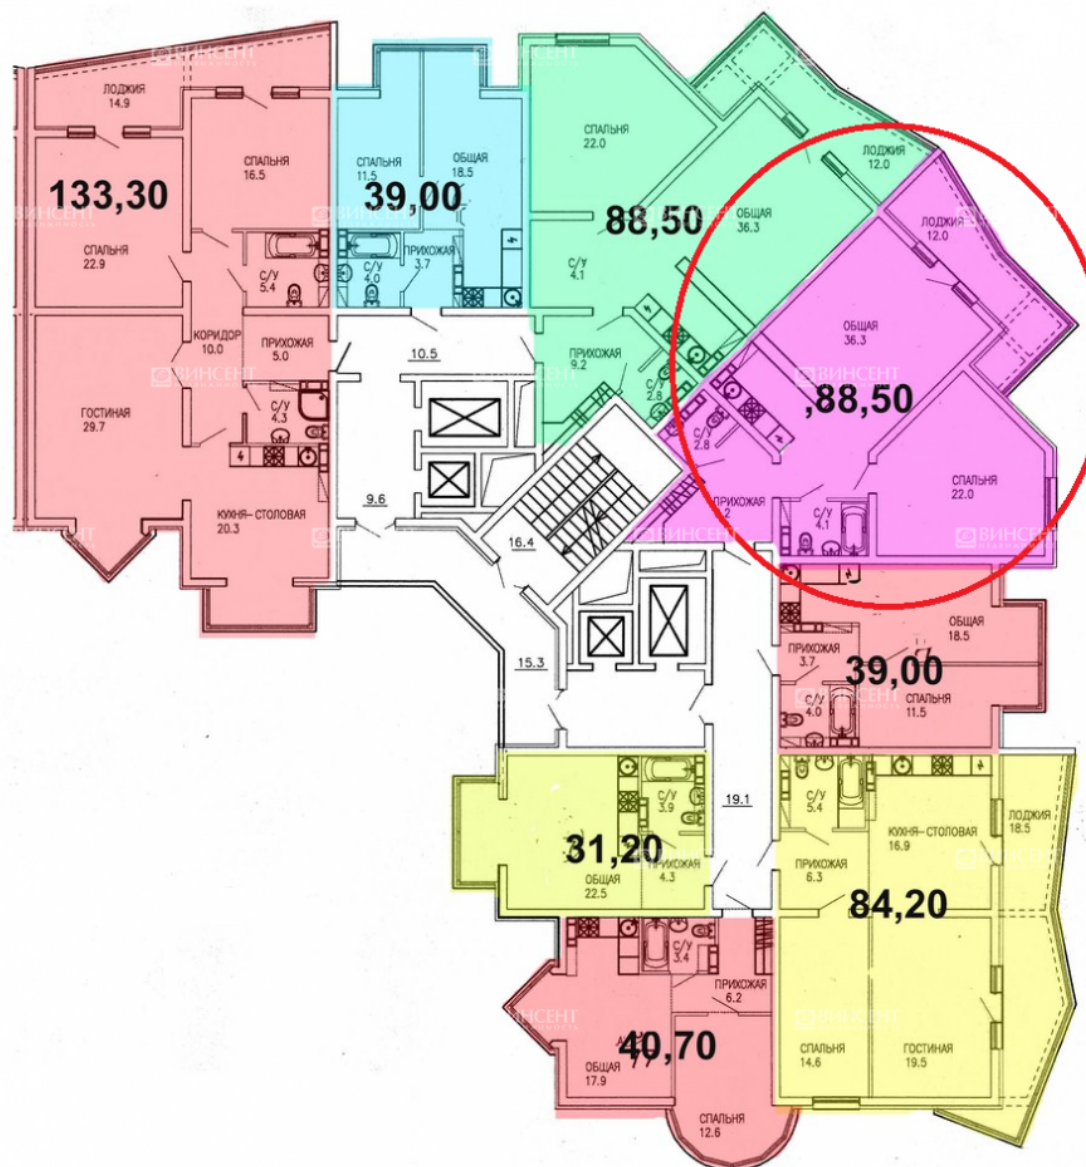 ВИНСЕНТ
НЕДВИЖИМОСТЬ
133,30
ЛОДЖИЯ
14.9
СПАЛЬНЯ
16.5
СПАЛЬНЯ
22.9
С/У
5.4
КОРИДОР
10.0
ПРИХОЖАЯ
5.0
С/У
4.3
ГОСТИНАЯ
29.7
КУХНЯ-СТОЛОВАЯ
20.3
39,00
СПАЛЬНЯ
11.5
ОБЩАЯ
18.5
С/У
4.0
ПРИХОЖАЯ
3.7
88,50
СПАЛЬНЯ
22.0
ЛОДЖИЯ
12.0
ОБЩАЯ
36.3
С/У
4.1
ПРИХОЖАЯ
9.2
С/У
2.8
,88,50
ЛОДЖИЯ
12.0
ОБЩАЯ
36.3
С/У
2.8
СПАЛЬНЯ
22.0
ПРИХОЖАЯ
С/У
4.1
10.5
9.6
16.4
15.3
19.1
39,00
ОБЩАЯ
18.5
ПРИХОЖАЯ
3.7
С/У
4.0
СПАЛЬНЯ
11.5
31,20
С/У
3.9
ПРИХОЖАЯ
4.3
ОБЩАЯ
22.5
84,20
С/У
5.4
КУХНЯ-СТОЛОВАЯ
16.9
ЛОДЖИЯ
18.5
ПРИХОЖАЯ
6.3
СПАЛЬНЯ
14.6
ГОСТИНАЯ
19.5
40,70
С/У
3.4
ПРИХОЖАЯ
6.2
ОБЩАЯ
17.9
СПАЛЬНЯ
12.6